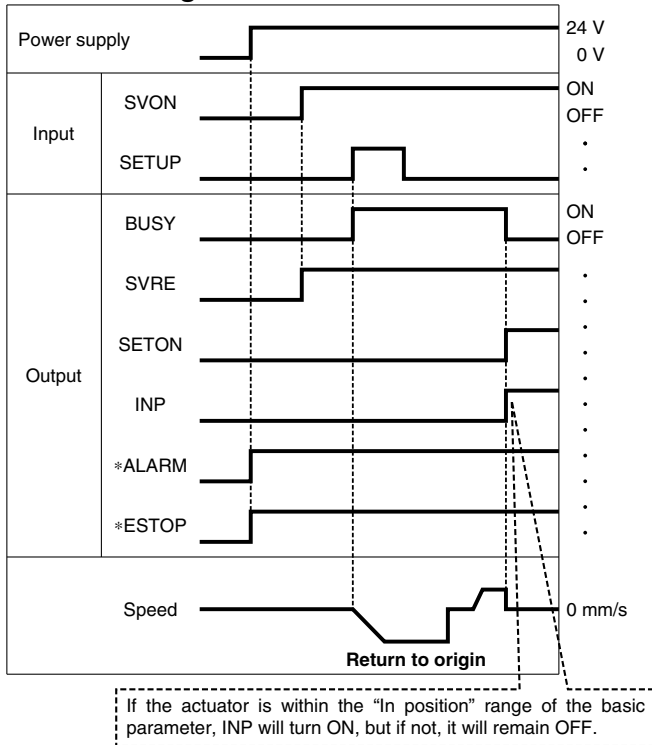 Power supply
24 V
0 V
Input
SVON
ON
OFF
SETUP
Output
BUSY
ON
OFF
SVRE
SETON
INP
∗ALARM
∗ESTOP
Speed
0 mm/s
Return to origin
If the actuator is within the “In position” range of the basic
parameter, INP will turn ON, but if not, it will remain OFF.